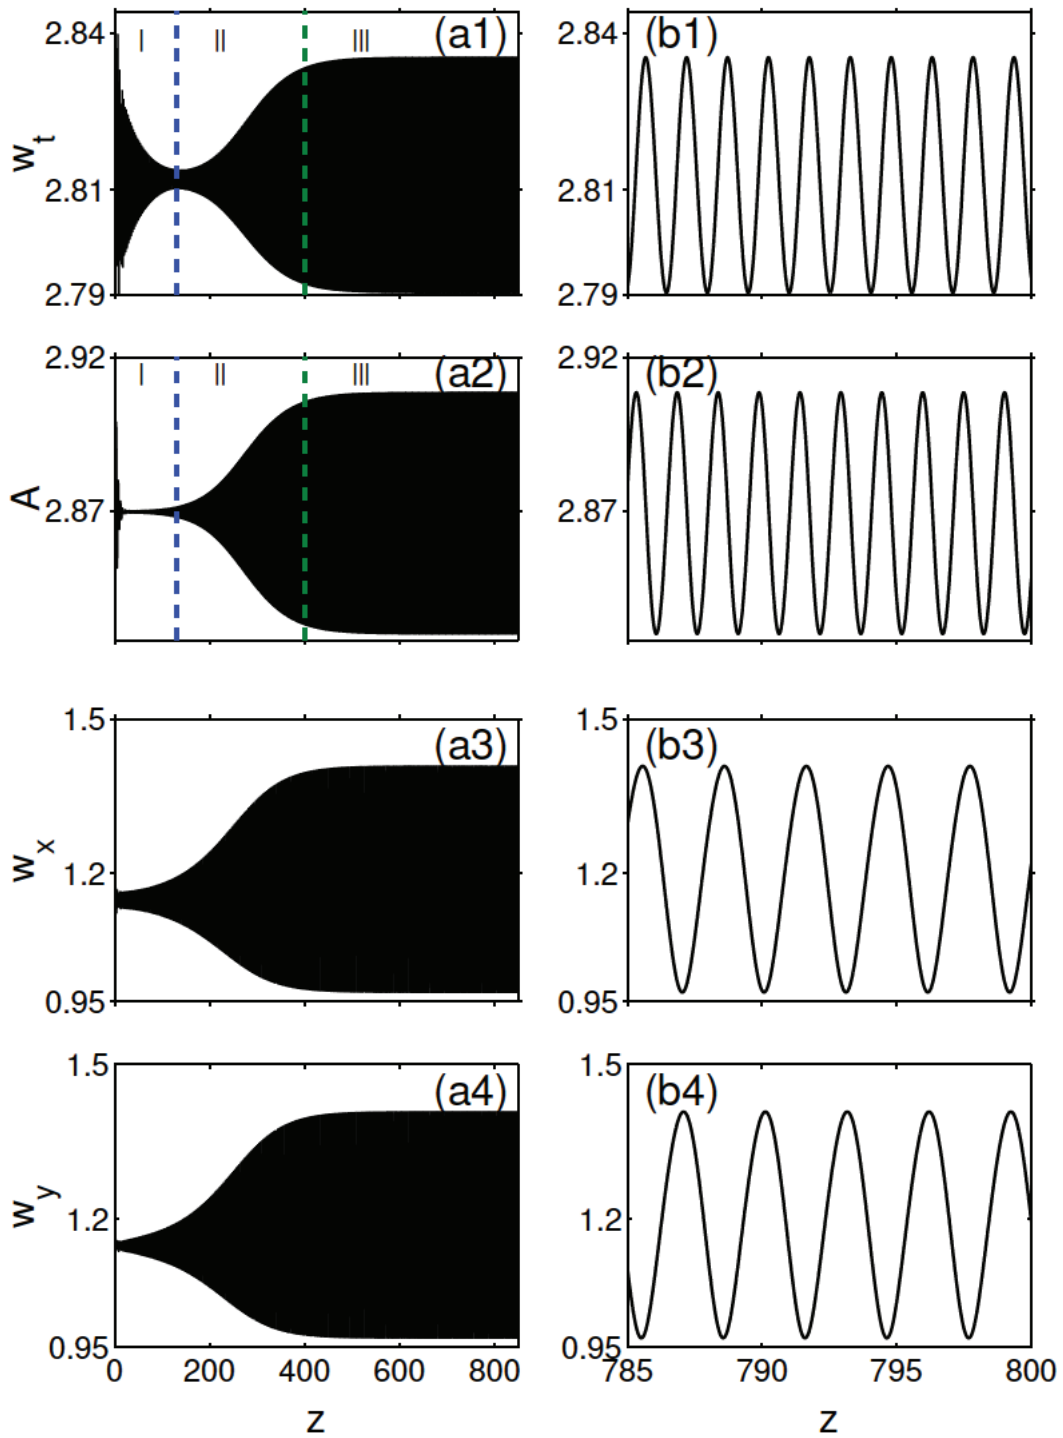 2.84 I II III (a1) (b1) 2.84
w_t
2.81 2.81
2.79 2.79
2.92 I II III (a2) (b2) 2.92
A
2.87 2.87
1.5 (a3) (b3) 1.5
w_x
1.2 1.2
0.95 0.95
1.5 (a4) (b4) 1.5
w_y
1.2 1.2
0.95 0.95
0 200 400 600 800 785 790 795 800
z z